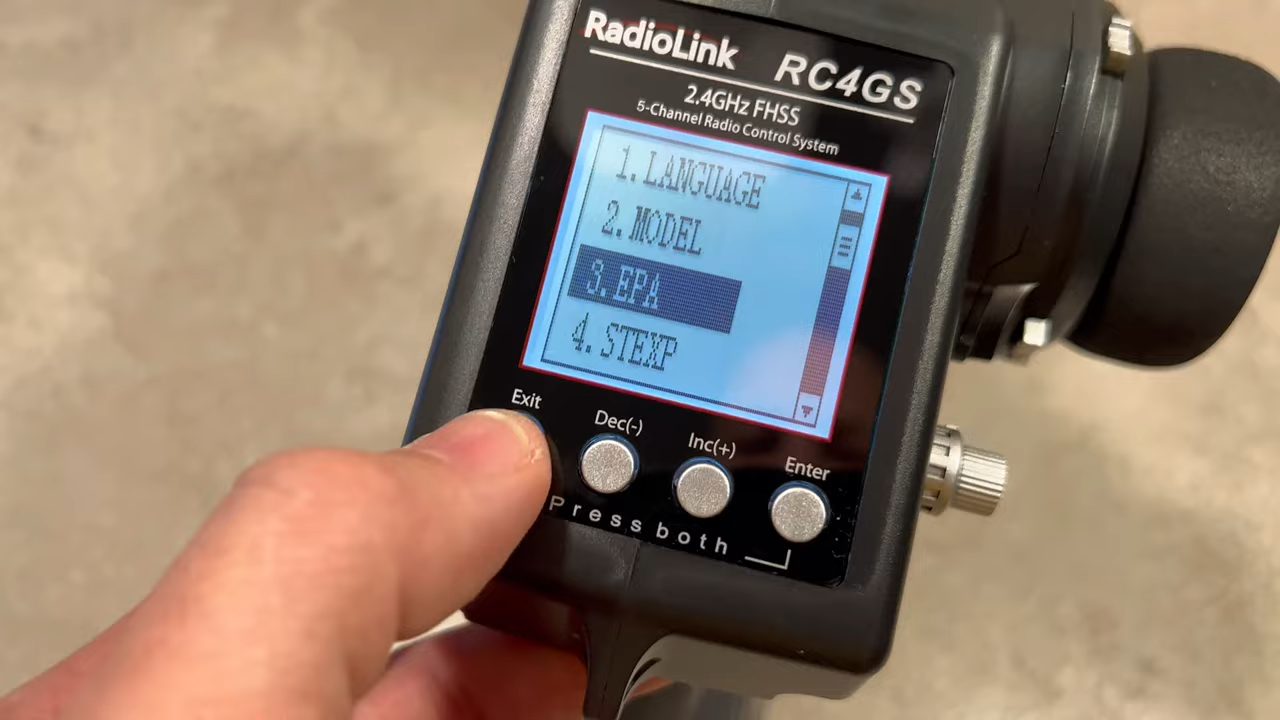 RadioLink RC4GS
2.4GHz FHSS
5-Channel Radio Control System
1. LANGUAGE
2. MODEL
3. EPA
4. STEXP
Exit Dec(-) Inc(+) Enter
Press both